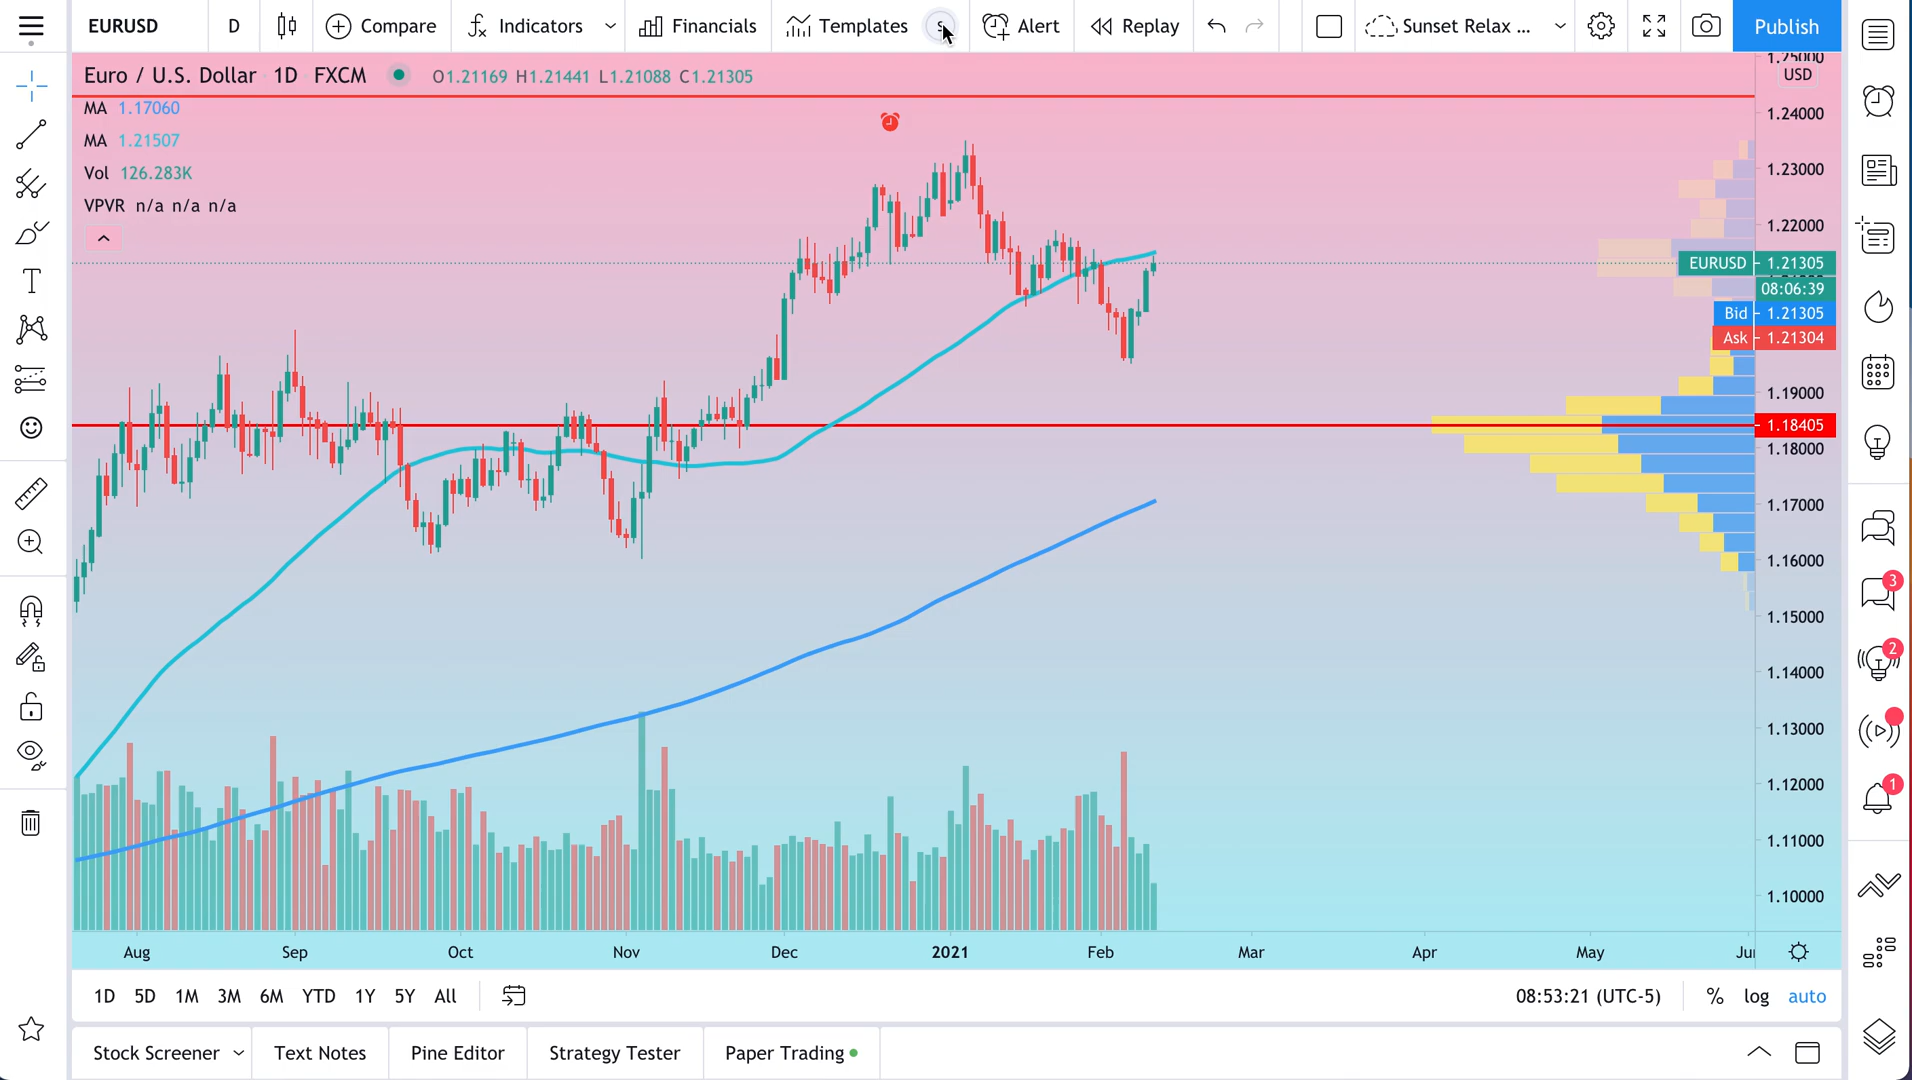 EURUSD D Compare Indicators Financials Templates S Alert Replay Sunset Relax ... Publish
Euro / U.S. Dollar 1D FXCM O1.21169 H1.21441 L1.21088 C1.21305
MA 1.17060
MA 1.21507
Vol 126.283K
VPVR n/a n/a n/a
1.25000
USD
1.24000
1.23000
1.22000
EURUSD 1.21305
08:06:39
Bid 1.21305
Ask 1.21304
1.19000
1.18405
1.18000
1.17000
1.16000
1.15000
1.14000
1.13000
1.12000
1.11000
1.10000
3
2
1
Aug Sep Oct Nov Dec 2021 Feb Mar Apr May Jun
1D 5D 1M 3M 6M YTD 1Y 5Y All 08:53:21 (UTC-5) % log auto
Stock Screener Text Notes Pine Editor Strategy Tester Paper Trading